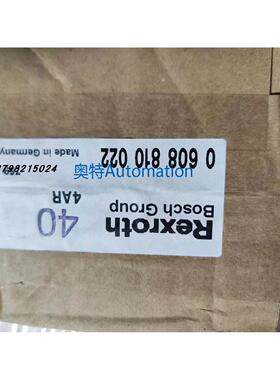 0 608 810 022
Made in Germany
3798215024
奥特Automation
Rexroth
Bosch Group
40
4AR